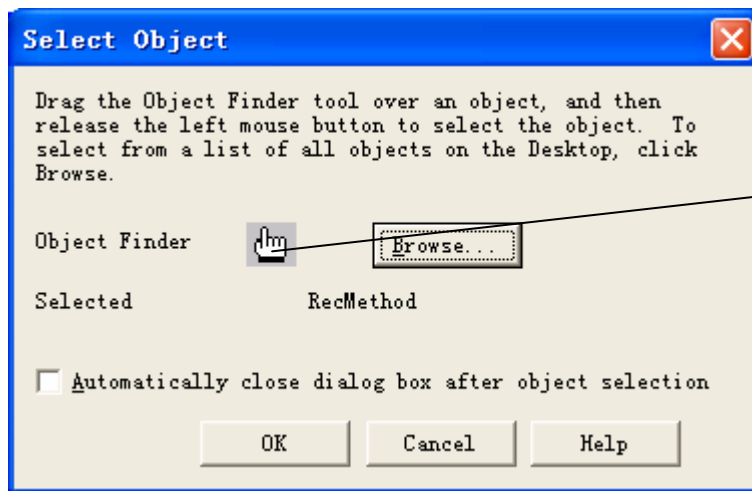 Select Object
Drag the Object Finder tool over an object, and then
release the left mouse button to select the object.  To
select from a list of all objects on the Desktop, click
Browse.
Object Finder
Browse...
Selected
RecMethod
Automatically close dialog box after object selection
OK
Cancel
Help